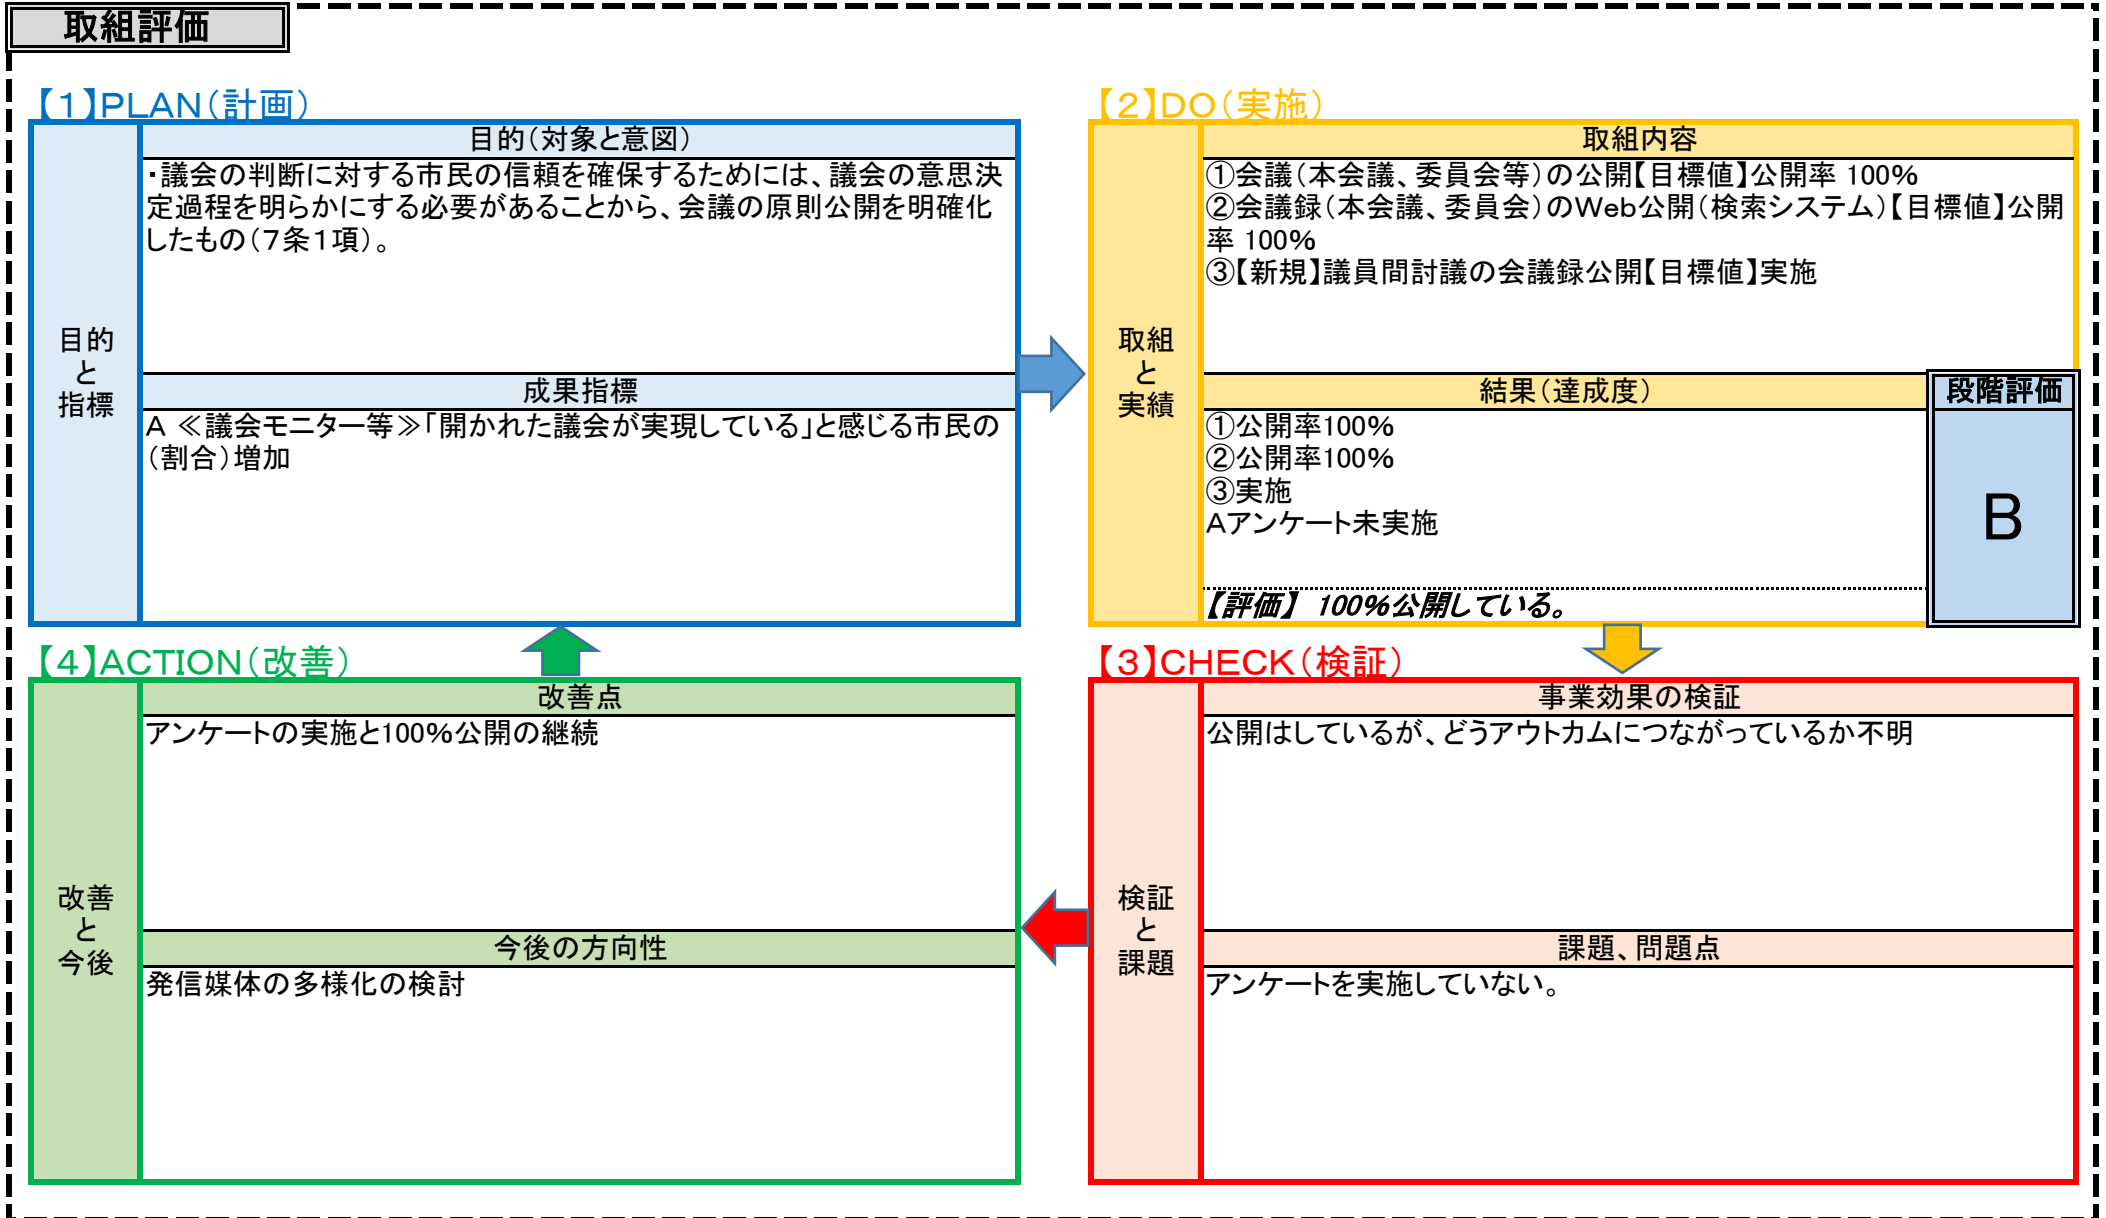 取組評価
【１】PLAN（計画）
目的（対象と意図）
・議会の判断に対する市民の信頼を確保するためには、議会の意思決
定過程を明らかにする必要があることから、会議の原則公開を明確化
したもの（７条１項）。
目的
と
指標
成果指標
A ≪議会モニター等≫「開かれた議会が実現している」と感じる市民の
（割合）増加
【２】DO（実施）
取組内容
①会議（本会議、委員会等）の公開【目標値】公開率 100%
②会議録（本会議、委員会）のWeb公開（検索システム）【目標値】公開
率 100%
③【新規】議員間討議の会議録公開【目標値】実施
取組
と
実績
結果（達成度）
段階評価
①公開率100%
②公開率100%
③実施
Aアンケート未実施
B
【評価】 100%公開している。
【３】CHECK（検証）
事業効果の検証
公開はしているが、どうアウトカムにつながっているか不明
検証
と
課題
課題、問題点
アンケートを実施していない。
【４】ACTION（改善）
改善点
アンケートの実施と100%公開の継続
改善
と
今後
今後の方向性
発信媒体の多様化の検討